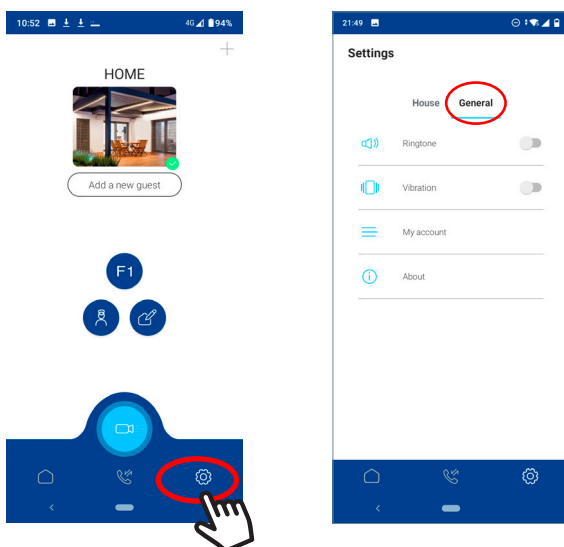 10:52
4G 94%
HOME
Add a new guest
F1
21:49
Settings
House General
Ringtone
Vibration
My account
About